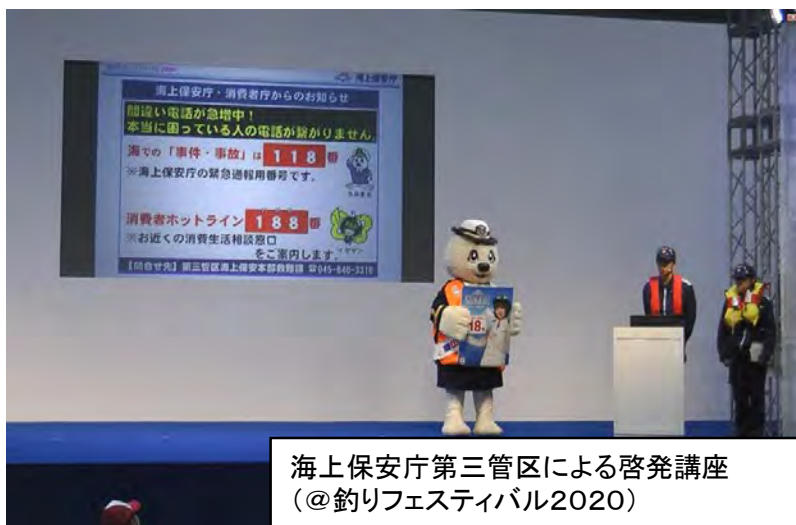 海上保安庁
海上保安庁・消費者庁からのお知らせ
間違い電話が急増中！
本当に困っている人の電話が繋がりません。
海での「事件・事故」は 118 番
※海上保安庁の緊急通報用番号です。
消費者ホットライン 188 番
※お近くの消費生活相談窓口
をご案内します。
【問合せ先】第三管区海上保安本部救難課
18
海上保安庁第三管区による啓発講座
（＠釣りフェスティバル２０２０）